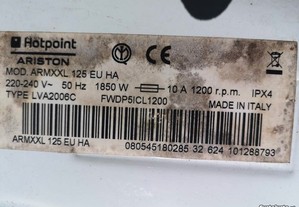 Hotpoint
ARISTON
MOD. ARMXXL 125 EU HA
220-240 V~ 50 Hz 1850 W 10 A 1200 r.p.m. IPX4
TYPE LVA2006C FWDP5ICL1200 MADE IN ITALY
ARMXXL 125 EU HA 080545180285 32 624 101288793